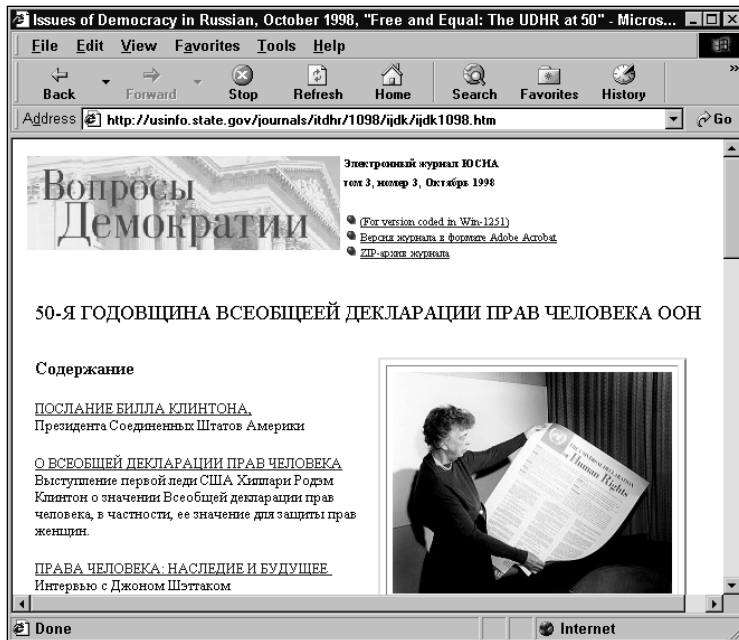 Issues of Democracy in Russian, October 1998, "Free and Equal: The UDHR at 50" - Micros...
File Edit View Favorites Tools Help
Back Forward Stop Refresh Home Search Favorites History »
Address http://usinfo.state.gov/journals/itdhr/1098/ijdk/ijdk1098.htm Go
Вопросы
Демократии
Электронный журнал ЮСИА
том 3, номер 3, Октябрь 1998
(For version coded in Win-1251)
Версия журнала в формате Adobe Acrobat
ZIP-архив журнала
50-Я ГОДОВЩИНА ВСЕОБЩЕЕЙ ДЕКЛАРАЦИИ ПРАВ ЧЕЛОВЕКА ООН
Содержание
ПОСЛАНИЕ БИЛЛА КЛИНТОНА,
Президента Соединенных Штатов Америки
О ВСЕОБЩЕЙ ДЕКЛАРАЦИИ ПРАВ ЧЕЛОВЕКА
Выступление первой леди США Хиллари Родэм
Клинтон о значении Всеобщей декларации прав
человека, в частности, ее значение для защиты прав
женщин.
ПРАВА ЧЕЛОВЕКА: НАСЛЕДИЕ И БУДУЩЕЕ
Интервью с Джоном Шэттаком
THE UNIVERSAL DECLARATION
of Human Rights
Done Internet